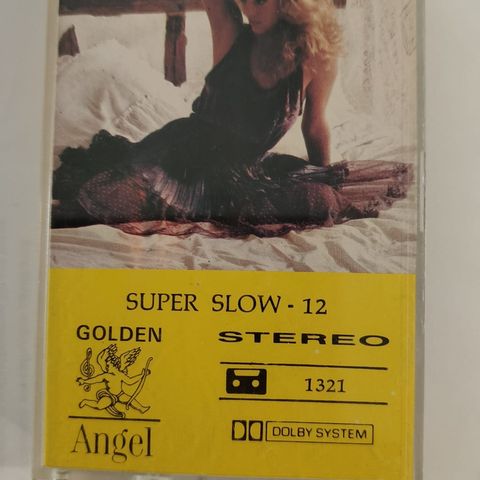 SUPER SLOW - 12
GOLDEN
STEREO
1321
Angel
DOLBY SYSTEM